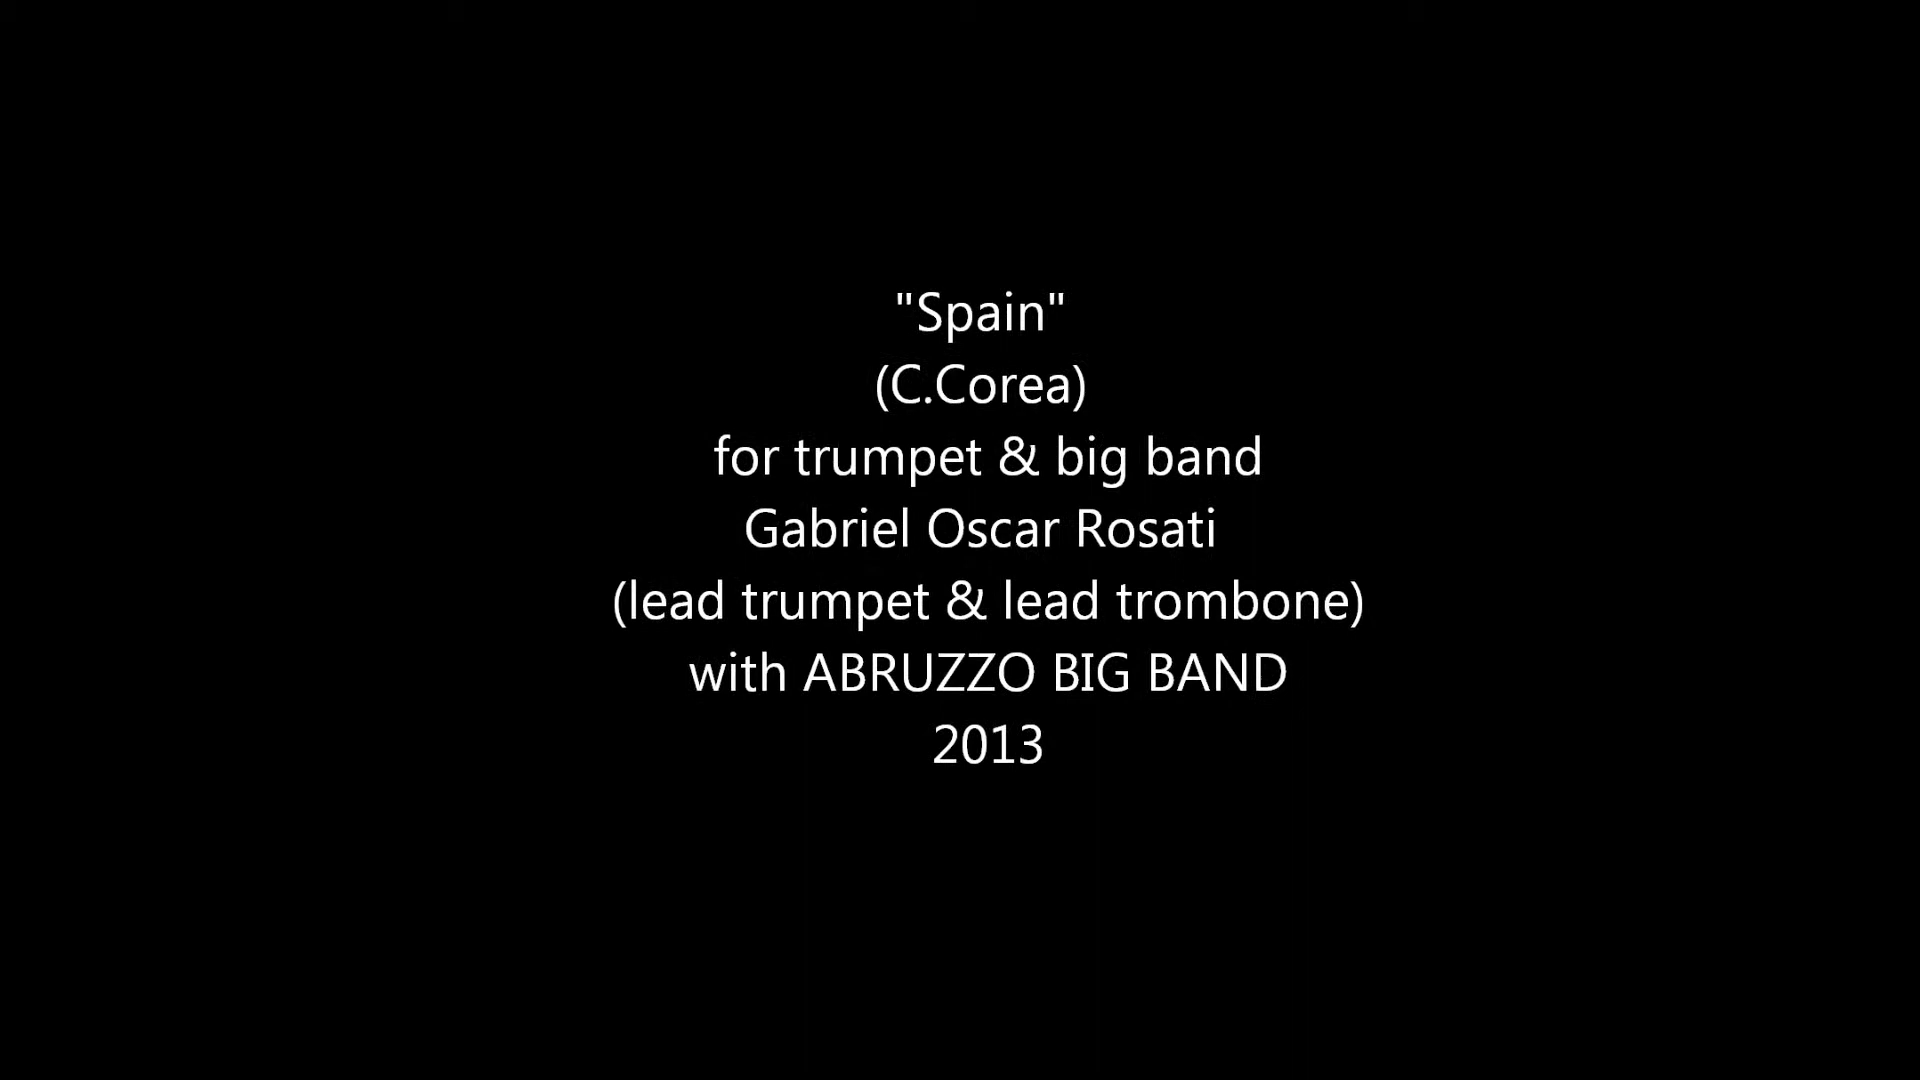 "Spain"
(C.Corea)
for trumpet & big band
Gabriel Oscar Rosati
(lead trumpet & lead trombone)
with ABRUZZO BIG BAND
2013